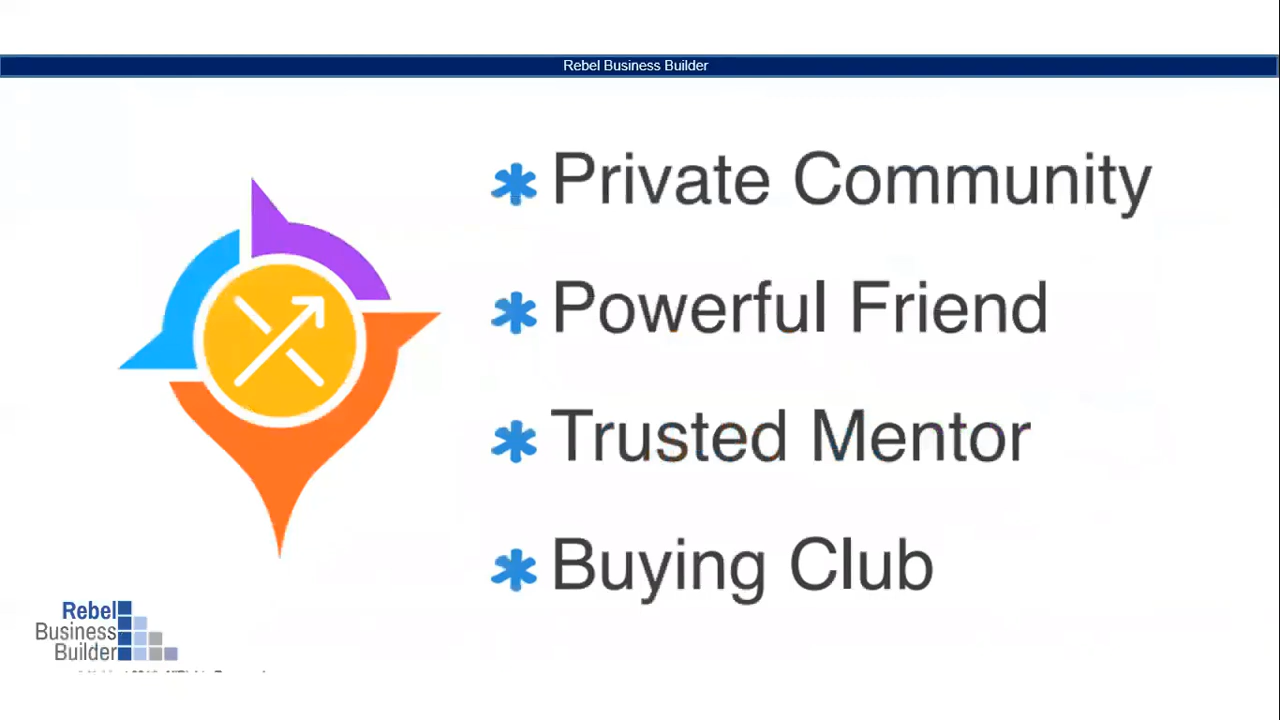 Rebel Business Builder
Private Community
Powerful Friend
Trusted Mentor
Buying Club
Rebel
Business
Builder